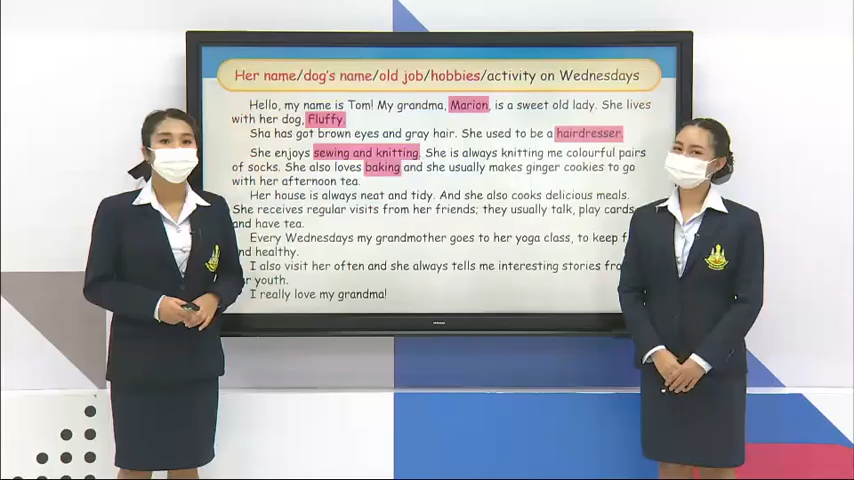 Her name/dog's name/old job/hobbies/activity on Wednesdays
Hello, my name is Tom! My grandma, Marion, is a sweet old lady. She lives
with her dog, Fluffy.
Sha has got brown eyes and gray hair. She used to be a hairdresser.
She enjoys sewing and knitting. She is always knitting me colourful pairs
of socks. She also loves baking and she usually makes ginger cookies to go
with her afternoon tea.
Her house is always neat and tidy. And she also cooks delicious meals.
She receives regular visits from her friends; they usually talk, play cards
and have tea.
Every Wednesdays my grandmother goes to her yoga class, to keep
healthy.
I also visit her often and she always tells me interesting stories
youth.
I really love my grandma!